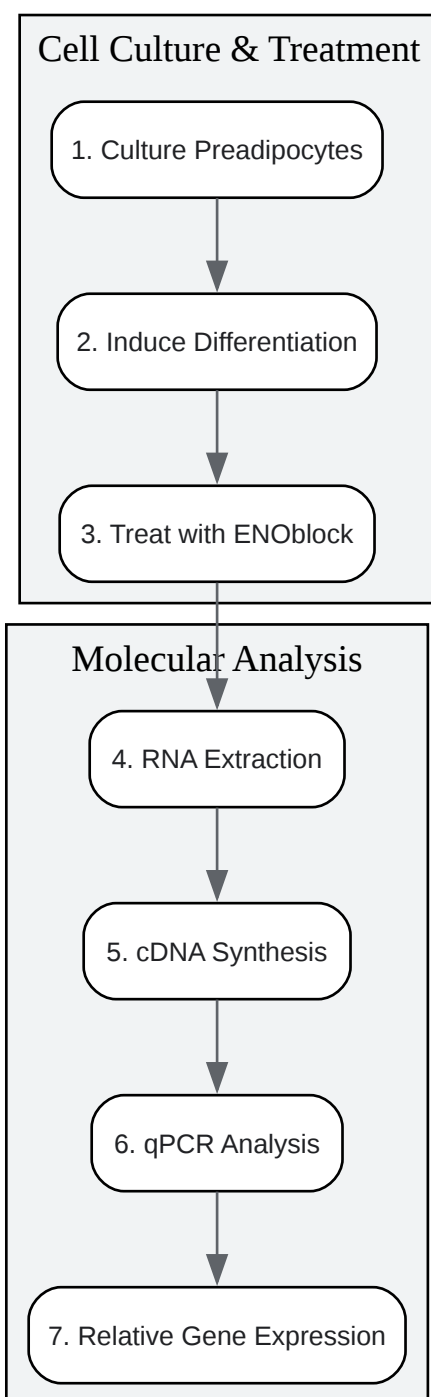 Cell Culture & Treatment
1. Culture Preadipocytes
2. Induce Differentiation
3. Treat with ENOblock
Molecular Analysis
4. RNA Extraction
5. cDNA Synthesis
6. qPCR Analysis
7. Relative Gene Expression